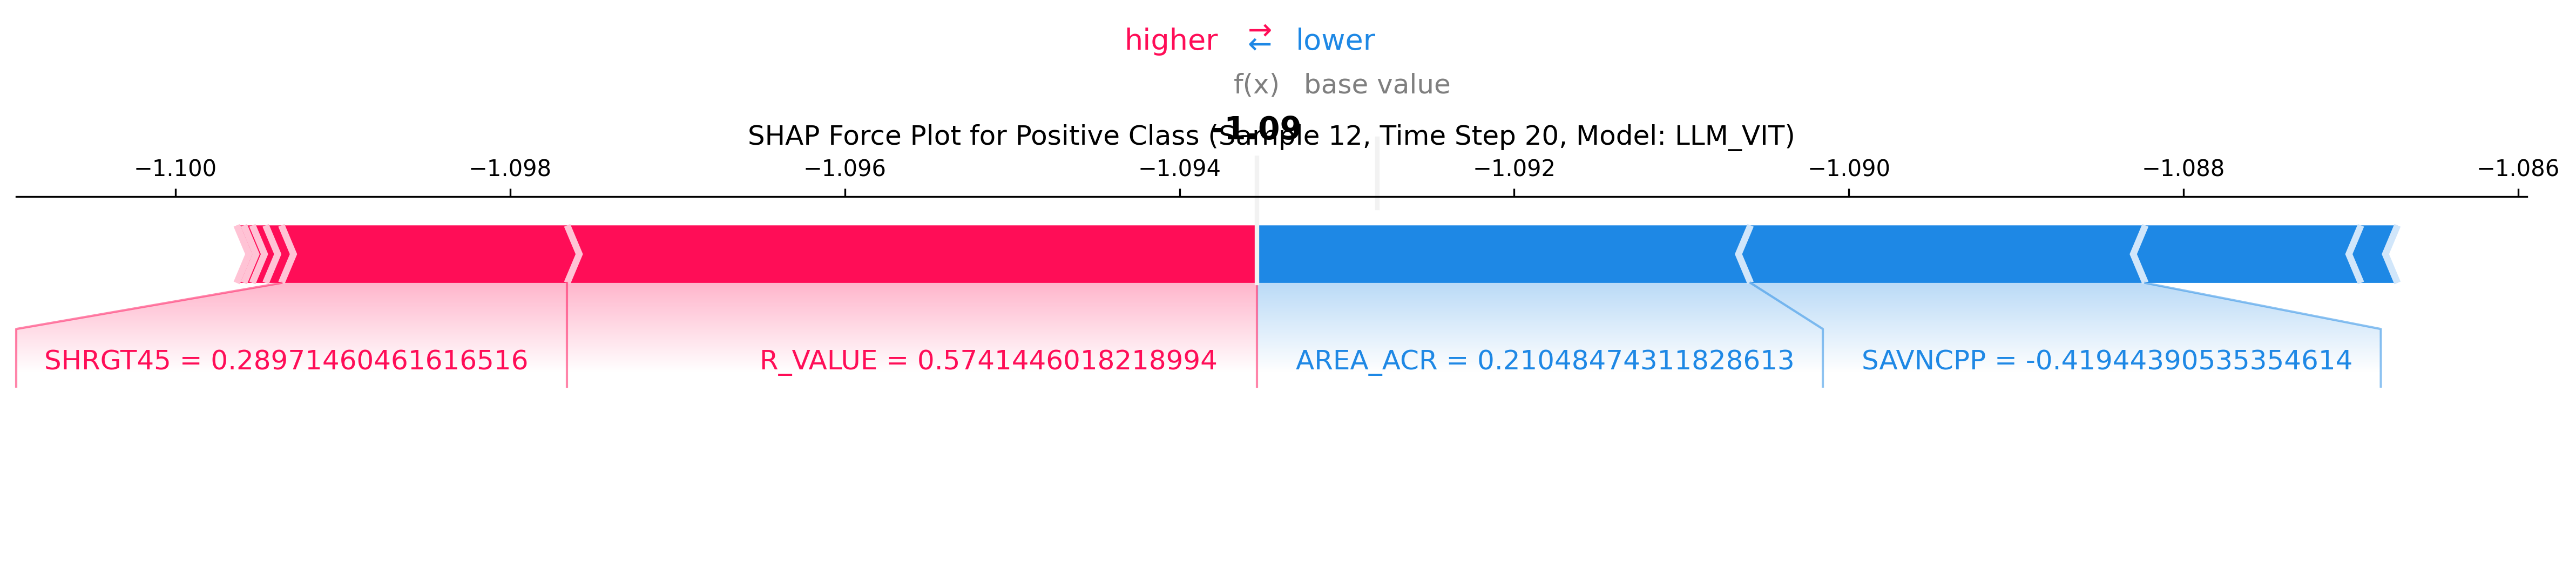 higher ⇄ lower
f(x) base value
-1.09
SHAP Force Plot for Positive Class (Sample 12, Time Step 20, Model: LLM_VIT)
−1.100 −1.098 −1.096 −1.094 −1.092 −1.090 −1.088 −1.086
SHRGT45 = 0.28971460461616516 R_VALUE = 0.5741446018218994 AREA_ACR = 0.21048474311828613 SAVNCPP = -0.41944390535354614